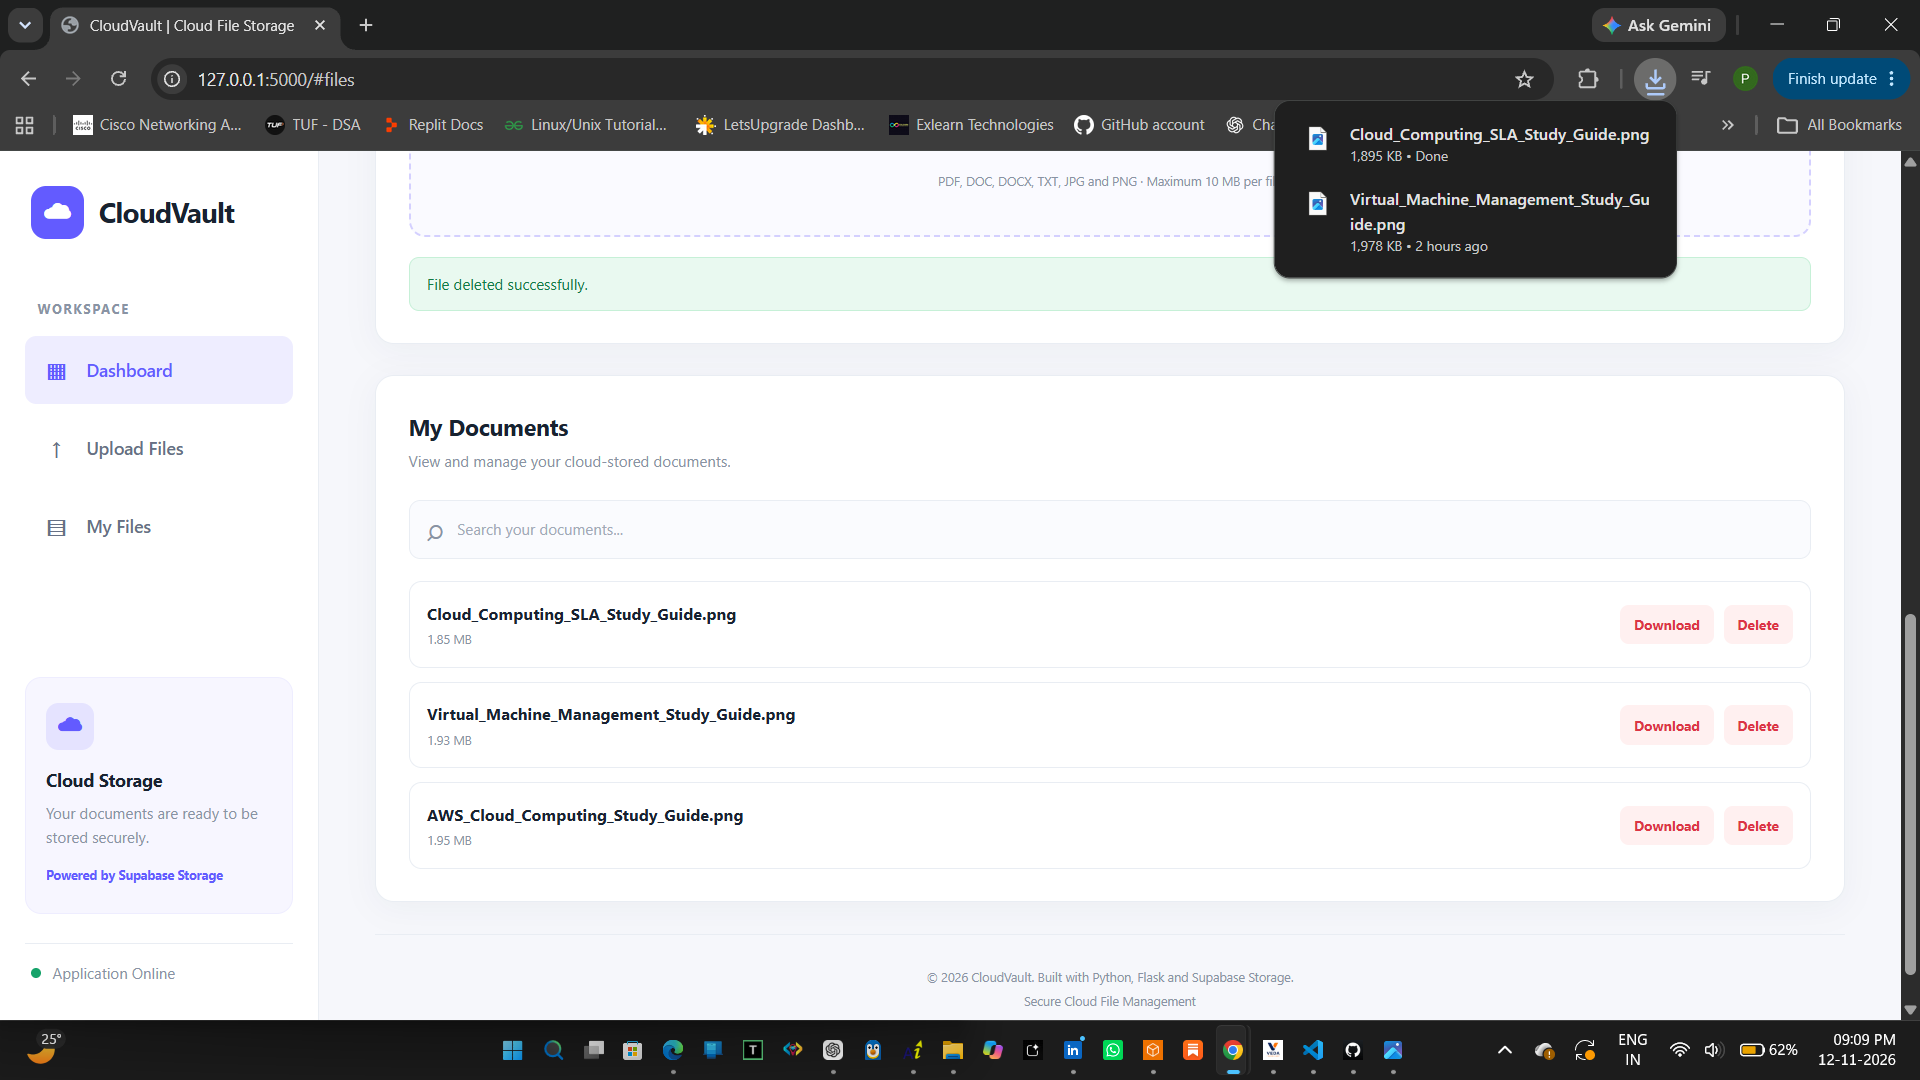 CloudVault | Cloud File Storage
Ask Gemini
127.0.0.1:5000/#files
P
Finish update
Cisco Networking A...
TUF - DSA
Replit Docs
Linux/Unix Tutorial...
LetsUpgrade Dashb...
Exlearn Technologies
GitHub account
Cha
All Bookmarks
Cloud_Computing_SLA_Study_Guide.png
1,895 KB • Done
Virtual_Machine_Management_Study_Gu
ide.png
1,978 KB • 2 hours ago
CloudVault
WORKSPACE
Dashboard
Upload Files
My Files
Cloud Storage
Your documents are ready to be
stored securely.
Powered by Supabase Storage
Application Online
PDF, DOC, DOCX, TXT, JPG and PNG · Maximum 10 MB per fil
File deleted successfully.
My Documents
View and manage your cloud-stored documents.
Search your documents...
Cloud_Computing_SLA_Study_Guide.png
1.85 MB
Download
Delete
Virtual_Machine_Management_Study_Guide.png
1.93 MB
Download
Delete
AWS_Cloud_Computing_Study_Guide.png
1.95 MB
Download
Delete
© 2026 CloudVault. Built with Python, Flask and Supabase Storage.
Secure Cloud File Management
25°
ENG
IN
62%
09:09 PM
12-11-2026